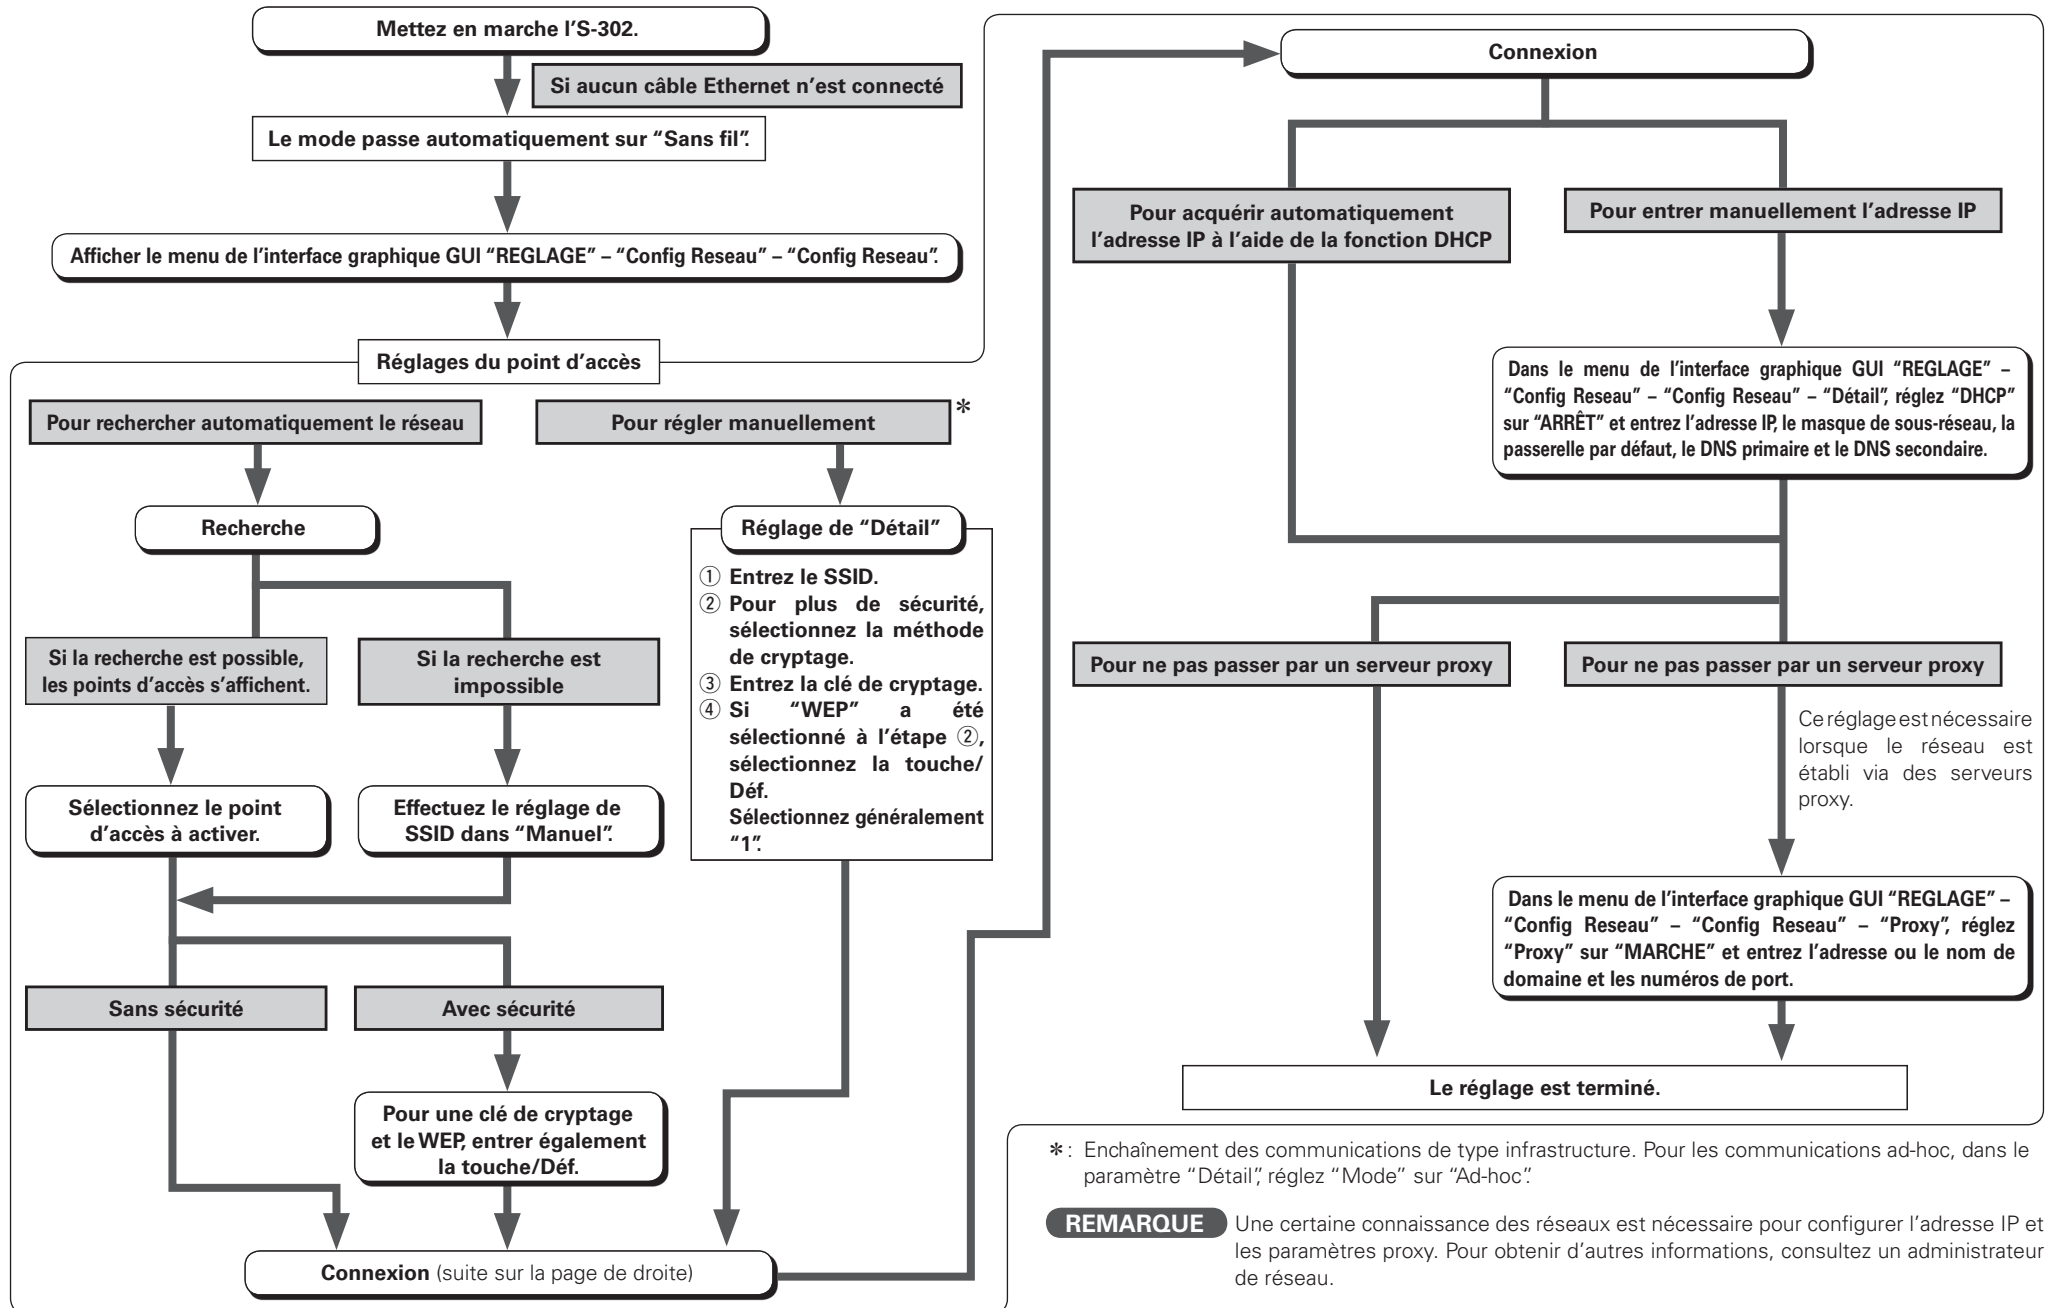 Mettez en marche l’S-302.
Si aucun câble Ethernet n’est connecté
Le mode passe automatiquement sur “Sans fil”.
Afficher le menu de l’interface graphique GUI “REGLAGE” – “Config Reseau” – “Config Reseau”.
Réglages du point d’accès
Pour rechercher automatiquement le réseau
Pour régler manuellement
*
Recherche
Réglage de “Détail”
① Entrez le SSID.
② Pour plus de sécurité,
sélectionnez la méthode
de cryptage.
③ Entrez la clé de cryptage.
④ Si “WEP” a été
sélectionné à l’étape ②,
sélectionnez la touche/
Déf.
Sélectionnez généralement
“1”.
Si la recherche est possible,
les points d’accès s’affichent.
Si la recherche est
impossible
Sélectionnez le point
d’accès à activer.
Effectuez le réglage de
SSID dans “Manuel”.
Sans sécurité
Avec sécurité
Pour une clé de cryptage
et le WEP, entrer également
la touche/Déf.
Connexion (suite sur la page de droite)
Connexion
Pour acquérir automatiquement
l’adresse IP à l’aide de la fonction DHCP
Pour entrer manuellement l’adresse IP
Dans le menu de l’interface graphique GUI “REGLAGE” –
“Config Reseau” – “Config Reseau” – “Détail”, réglez “DHCP”
sur “ARRÊT” et entrez l’adresse IP, le masque de sous-réseau, la
passerelle par défaut, le DNS primaire et le DNS secondaire.
Pour ne pas passer par un serveur proxy
Pour ne pas passer par un serveur proxy
Ce réglage est nécessaire
lorsque le réseau est
établi via des serveurs
proxy.
Dans le menu de l’interface graphique GUI “REGLAGE” –
“Config Reseau” – “Config Reseau” – “Proxy”, réglez
“Proxy” sur “MARCHE” et entrez l’adresse ou le nom de
domaine et les numéros de port.
Le réglage est terminé.
* : Enchaînement des communications de type infrastructure. Pour les communications ad-hoc, dans le
paramètre “Détail”, réglez “Mode” sur “Ad-hoc”.
REMARQUE Une certaine connaissance des réseaux est nécessaire pour configurer l’adresse IP et
les paramètres proxy. Pour obtenir d’autres informations, consultez un administrateur
de réseau.